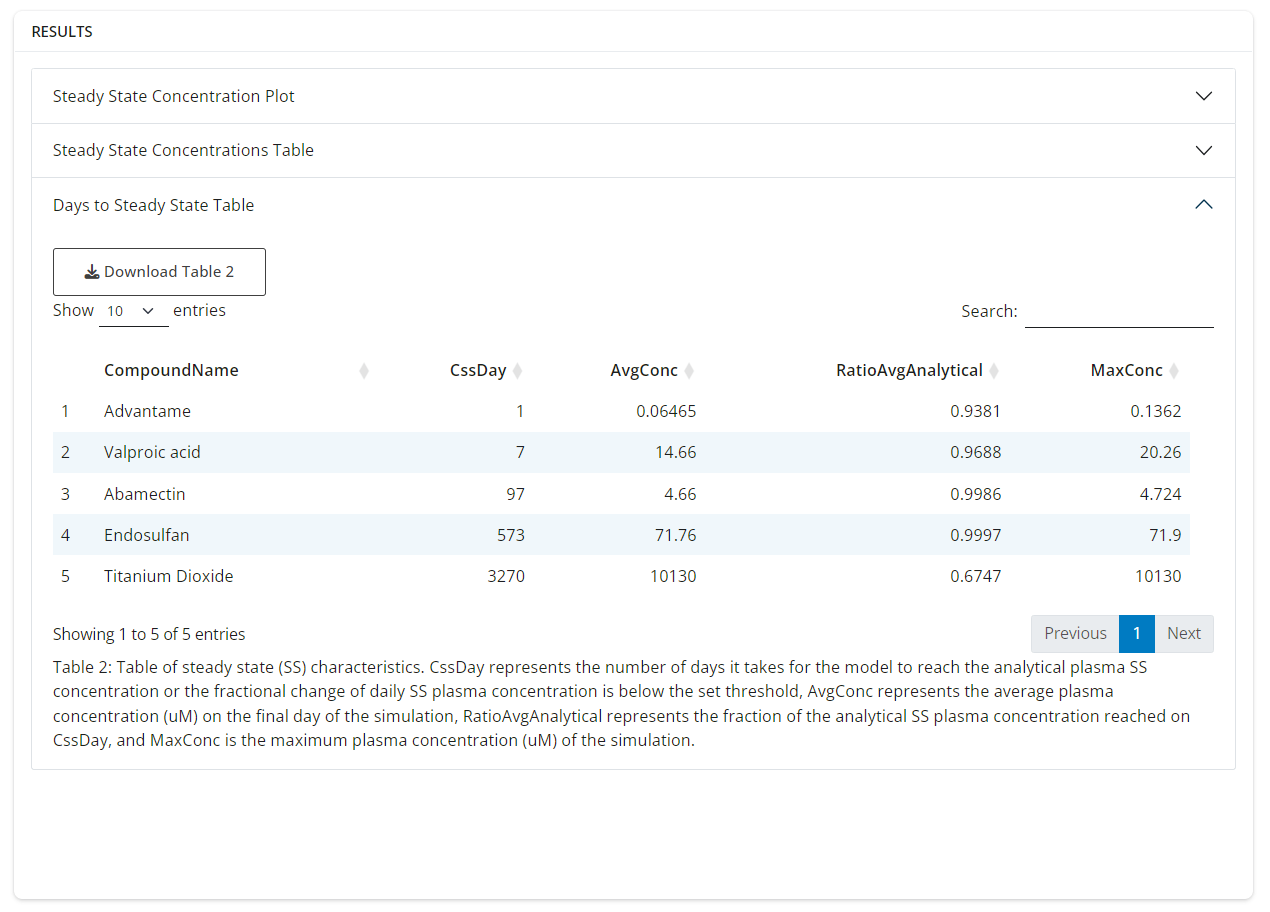 RESULTS
Steady State Concentration Plot
Steady State Concentrations Table
Days to Steady State Table
Download Table 2
Show 10 entries
Search:
CompoundName CssDay AvgConc RatioAvgAnalytical MaxConc
1 Advantame 1 0.06465 0.9381 0.1362
2 Valproic acid 7 14.66 0.9688 20.26
3 Abamectin 97 4.66 0.9986 4.724
4 Endosulfan 573 71.76 0.9997 71.9
5 Titanium Dioxide 3270 10130 0.6747 10130
Showing 1 to 5 of 5 entries
Previous 1 Next
Table 2: Table of steady state (SS) characteristics. CssDay represents the number of days it takes for the model to reach the analytical plasma SS
concentration or the fractional change of daily SS plasma concentration is below the set threshold, AvgConc represents the average plasma
concentration (uM) on the final day of the simulation, RatioAvgAnalytical represents the fraction of the analytical SS plasma concentration reached on
CssDay, and MaxConc is the maximum plasma concentration (uM) of the simulation.